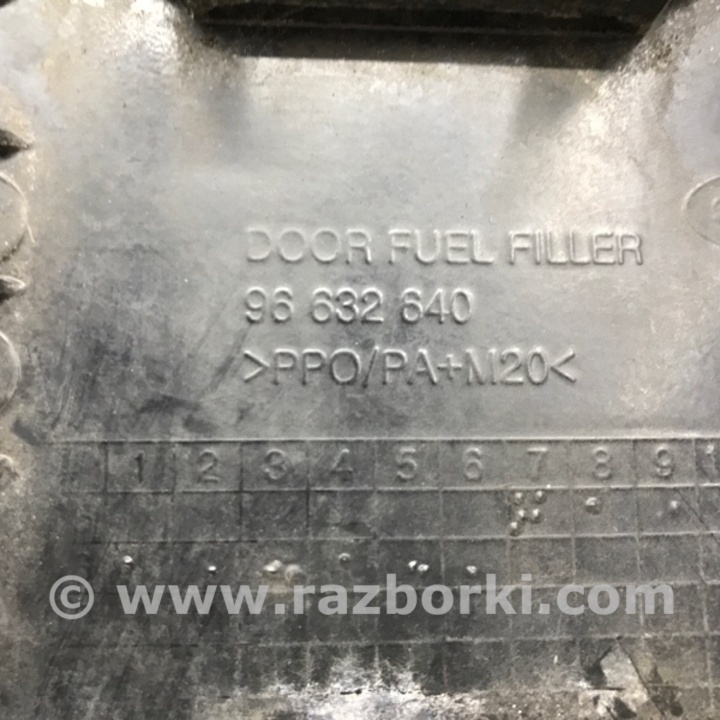 DOOR FUEL FILLER
96 632 640
>PPO/PA+M20<
1 2 3 4 5 6 7 8 9
© www.razborki.com